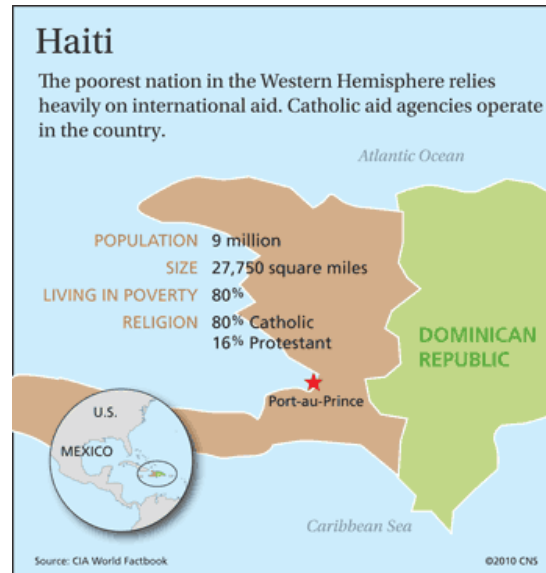 Haiti
The poorest nation in the Western Hemisphere relies
heavily on international aid. Catholic aid agencies operate
in the country.
Atlantic Ocean
POPULATION 9 million
SIZE 27,750 square miles
LIVING IN POVERTY 80%
RELIGION 80% Catholic
16% Protestant
DOMINICAN
REPUBLIC
Port-au-Prince
U.S.
MEXICO
Caribbean Sea
Source: CIA World Factbook
©2010 CNS